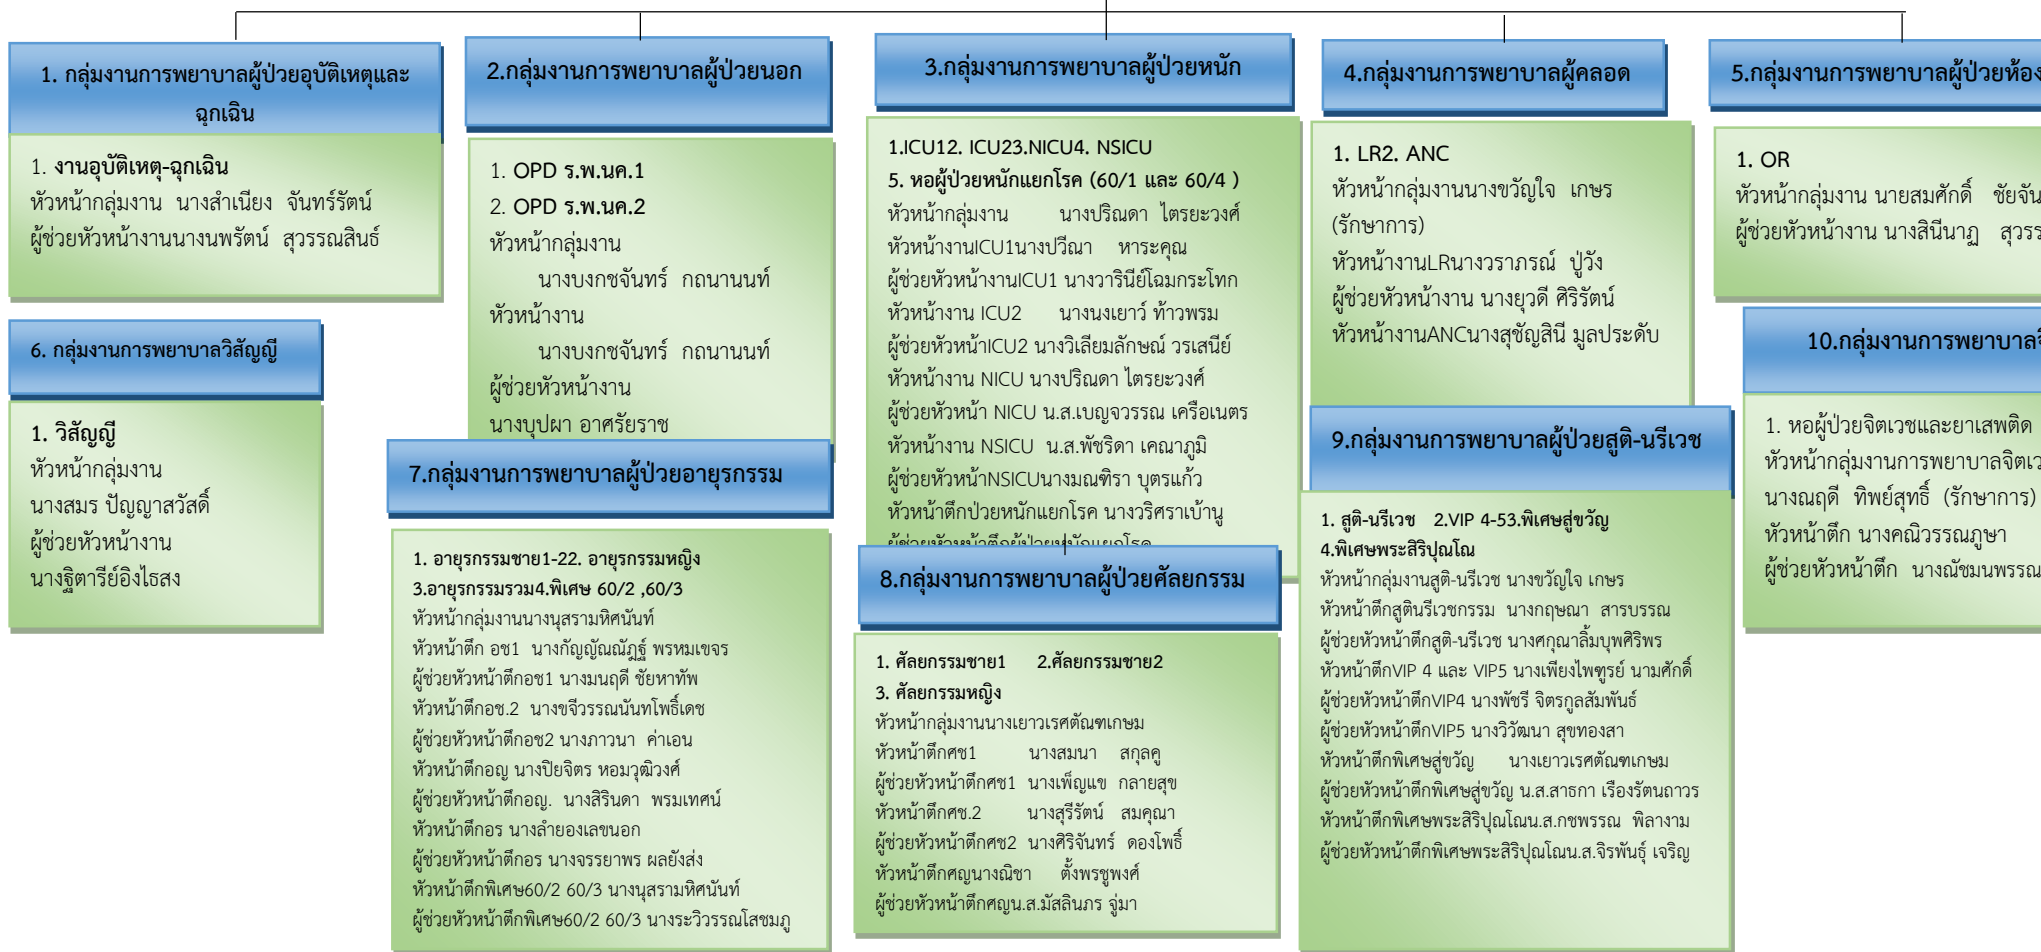 1. กลุ่มงานการพยาบาลผู้ป่วยอุบัติเหตุและ
ฉุกเฉิน
1. งานอุบัติเหตุ-ฉุกเฉิน
หัวหน้ากลุ่มงาน นางสำเนียง จันทร์รัตน์
ผู้ช่วยหัวหน้างานนางนพรัตน์ สุวรรณสินธ์
2.กลุ่มงานการพยาบาลผู้ป่วยนอก
1. OPD ร.พ.นค.1
2. OPD ร.พ.นค.2
หัวหน้ากลุ่มงาน
นางบงกชจันทร์ กถนานนท์
หัวหน้างาน
นางบงกชจันทร์ กถนานนท์
ผู้ช่วยหัวหน้างาน
นางบุปผา อาศรัยราช
3.กลุ่มงานการพยาบาลผู้ป่วยหนัก
1.ICU12. ICU23.NICU4. NSICU
5. หอผู้ป่วยหนักแยกโรค (60/1 และ 60/4 )
หัวหน้ากลุ่มงาน นางปริณดา ไตรยะวงศ์
หัวหน้างานICU1นางปวีณา หาระคุณ
ผู้ช่วยหัวหน้างานICU1 นางวารินีย์โฉมกระโทก
หัวหน้างาน ICU2 นางนงเยาว์ ท้าวพรม
ผู้ช่วยหัวหน้าICU2 นางวิเลียมลักษณ์ วรเสนีย์
หัวหน้างาน NICU นางปริณดา ไตรยะวงศ์
ผู้ช่วยหัวหน้า NICU น.ส.เบญจวรรณ เครือเนตร
หัวหน้างาน NSICU น.ส.พัชริดา เคณาภูมิ
ผู้ช่วยหัวหน้าNSICUนางมณฑิรา บุตรแก้ว
หัวหน้าตึกป่วยหนักแยกโรค นางวริศราเบ้านู
ผู้ช่วยหัวหน้าตึกผู้ป่วยหนักแยกโรค
4.กลุ่มงานการพยาบาลผู้คลอด
1. LR2. ANC
หัวหน้ากลุ่มงานนางขวัญใจ เกษร
(รักษาการ)
หัวหน้างานLRนางวราภรณ์ ปู่วัง
ผู้ช่วยหัวหน้างาน นางยุวดี ศิริรัตน์
หัวหน้างานANCนางสุชัญสินี มูลประดับ
5.กลุ่มงานการพยาบาลผู้ป่วยห้อง
1. OR
หัวหน้ากลุ่มงาน นายสมศักดิ์ ชัยจัน
ผู้ช่วยหัวหน้างาน นางสินีนาฏ สุวรร
6. กลุ่มงานการพยาบาลวิสัญญี
1. วิสัญญี
หัวหน้ากลุ่มงาน
นางสมร ปัญญาสวัสดิ์
ผู้ช่วยหัวหน้างาน
นางฐิตารีย์อิงไธสง
7.กลุ่มงานการพยาบาลผู้ป่วยอายุรกรรม
1. อายุรกรรมชาย1-22. อายุรกรรมหญิง
3.อายุรกรรมรวม4.พิเศษ 60/2 ,60/3
หัวหน้ากลุ่มงานนางนุสรามหิศนันท์
หัวหน้าตึก อช1 นางกัญญัณณัฏฐ์ พรหมเขจร
ผู้ช่วยหัวหน้าตึกอช1 นางมนฤดี ชัยหาทัพ
หัวหน้าตึกอช.2 นางขจีวรรณนันทโพธิ์เดช
ผู้ช่วยหัวหน้าตึกอช2 นางภาวนา ค่าเอน
หัวหน้าตึกอญ นางปิยจิตร หอมวุฒิวงศ์
ผู้ช่วยหัวหน้าตึกอญ. นางสิรินดา พรมเทศน์
หัวหน้าตึกอร นางลำยองเลขนอก
ผู้ช่วยหัวหน้าตึกอร นางจรรยาพร ผลยังส่ง
หัวหน้าตึกพิเศษ60/2 60/3 นางนุสรามหิศนันท์
ผู้ช่วยหัวหน้าตึกพิเศษ60/2 60/3 นางระวิวรรณโสชมภู
8.กลุ่มงานการพยาบาลผู้ป่วยศัลยกรรม
1. ศัลยกรรมชาย1 2.ศัลยกรรมชาย2
3. ศัลยกรรมหญิง
หัวหน้ากลุ่มงานนางเยาวเรศตัณฑเกษม
หัวหน้าตึกศช1 นางสมนา สกุลคู
ผู้ช่วยหัวหน้าตึกศช1 นางเพ็ญแข กลายสุข
หัวหน้าตึกศช.2 นางสุรีรัตน์ สมคุณา
ผู้ช่วยหัวหน้าตึกศช2 นางศิริจันทร์ ดองโพธิ์
หัวหน้าตึกศญนางณิชา ตั้งพรชูพงศ์
ผู้ช่วยหัวหน้าตึกศญน.ส.มัสลินภร จู่มา
9.กลุ่มงานการพยาบาลผู้ป่วยสูติ-นรีเวช
1. สูติ-นรีเวช 2.VIP 4-53.พิเศษสู่ขวัญ
4.พิเศษพระสิริปุณโณ
หัวหน้ากลุ่มงานสูติ-นรีเวช นางขวัญใจ เกษร
หัวหน้าตึกสูตินรีเวชกรรม นางกฤษณา สารบรรณ
ผู้ช่วยหัวหน้าตึกสูติ-นรีเวช นางศกุณาลิ้มบุพศิริพร
หัวหน้าตึกVIP 4 และ VIP5 นางเพียงไพฑูรย์ นามศักดิ์
ผู้ช่วยหัวหน้าตึกVIP4 นางพัชรี จิตรกูลสัมพันธ์
ผู้ช่วยหัวหน้าตึกVIP5 นางวิวัฒนา สุขทองสา
หัวหน้าตึกพิเศษสู่ขวัญ นางเยาวเรศตัณฑเกษม
ผู้ช่วยหัวหน้าตึกพิเศษสู่ขวัญ น.ส.สาธกา เรืองรัตนถาวร
หัวหน้าตึกพิเศษพระสิริปุณโณน.ส.กชพรรณ พิลางาม
ผู้ช่วยหัวหน้าตึกพิเศษพระสิริปุณโณน.ส.จิรพันธุ์ เจริญ
10.กลุ่มงานการพยาบาลจิ
1. หอผู้ป่วยจิตเวชและยาเสพติด
หัวหน้ากลุ่มงานการพยาบาลจิตเว
นางณฤดี ทิพย์สุทธิ์ (รักษาการ)
หัวหน้าตึก นางคณิวรรณภูษา
ผู้ช่วยหัวหน้าตึก นางณัชมนพรรณ